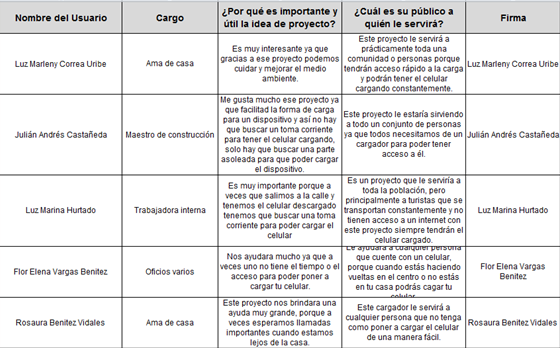 Nombre del Usuario
Cargo
¿Por qué es importante y
útil la idea de proyecto?
¿Cuál es su público a
quién le servirá?
Firma
Luz Marleny Correa Uribe
Ama de casa
Es muy interesante ya que
gracias a ese proyecto podemos
cuidar y mejorar el medio
ambiente.
Este proyecto le servirá a
prácticamente toda una
comunidad o personas porque
tendrán acceso rápido a la carga
y podrán tener el celular
cargando constantemente.
Luz Marleny Correa Uribe
Julián Andrés Castañeda
Maestro de construcción
Me gusta mucho ese proyecto ya
que facilitad la forma de carga
para un dispositivo y así no hay
que buscar un toma corriente
para tener el celular cargando,
solo hay que buscar una parte
asoleada para que poder cargar
el dispositivo.
Este proyecto le estaría sirviendo
a todo un conjunto de personas
ya que todos necesitamos de un
cargador para poder tener
acceso a él.
Julián Andrés Castañeda
Luz Marina Hurtado
Trabajadora interna
Es muy importante porque a
veces que salimos a la calle y
tenemos el celular descargado
tenemos que buscar una toma
corriente para poder cargar el
celular
Es un proyecto que le serviría a
toda la población, pero
principalmente a turistas que se
transportan constantemente y no
tienen acceso a un internet con
este proyecto siempre tendrán el
celular cargado.
Luz Marina Hurtado
Flor Elena Vargas Benitez
Oficios varios
Nos ayudara mucho ya que a
veces uno no tiene el tiempo o el
acceso para poder poner a
cargar tu celular.
Le ayudará a cualquier persona
que cuente con un celular,
porque cuando estás haciendo
vueltas en el centro o no estás
en tu casa podrás cagar tu
celular.
Flor Elena Vargas
Benitez
Rosaura Benitez Vidales
Ama de casa
Este proyecto nos brindara una
ayuda muy grande, porque a
veces esperamos llamadas
importantes cuando estamos
lejos de la casa.
Este cargador le servirá a
cualquier persona que no tenga
como poner a cargar el celular
de una manera fácil.
Rosaura Benitez Vidales